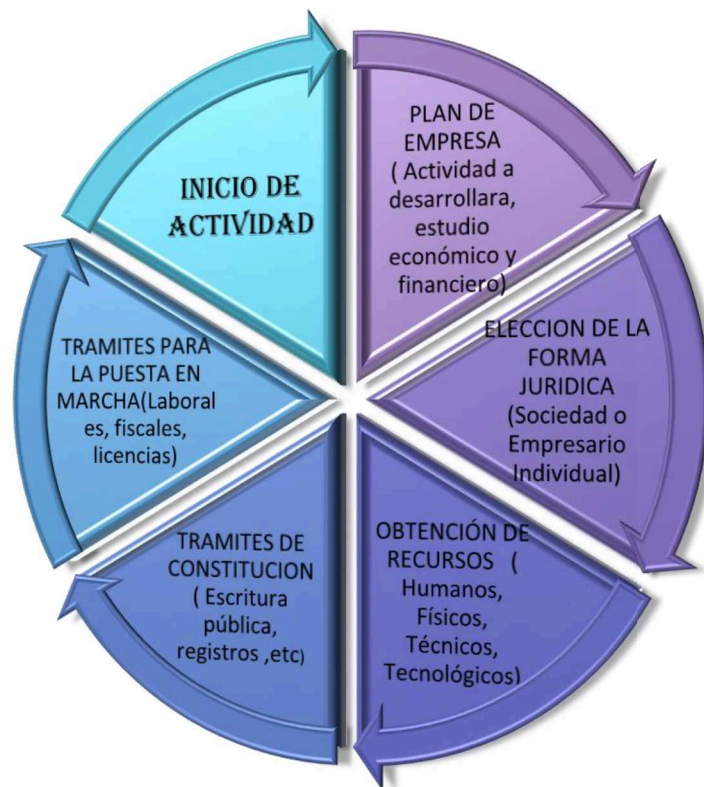 INICIO DE
ACTIVIDAD
PLAN DE
EMPRESA
( Actividad a
desarrollara,
estudio
económico y
financiero)
ELECCION DE LA
FORMA
JURIDICA
(Sociedad o
Empresario
Individual)
OBTENCIÓN DE
RECURSOS (
Humanos,
Físicos,
Técnicos,
Tecnológicos)
TRAMITES DE
CONSTITUCION
( Escritura
pública,
registros ,etc)
TRAMITES PARA
LA PUESTA EN
MARCHA(Laboral
es, fiscales,
licencias)